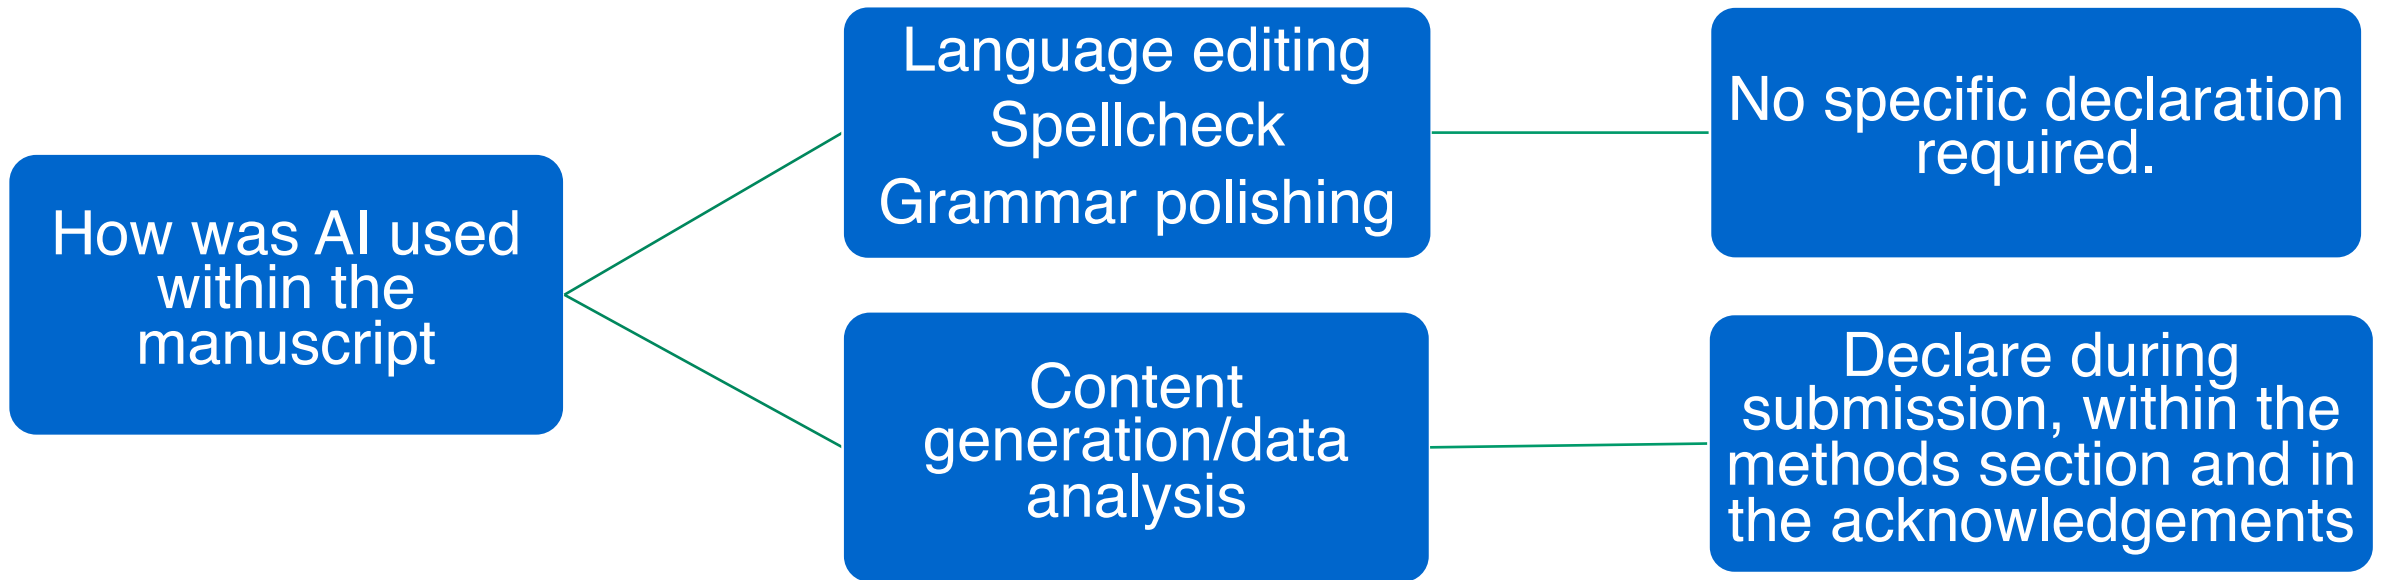 How was AI used
within the
manuscript
Language editing
Spellcheck
Grammar polishing
No specific declaration
required.
Content
generation/data
analysis
Declare during
submission, within the
methods section and in
the acknowledgements